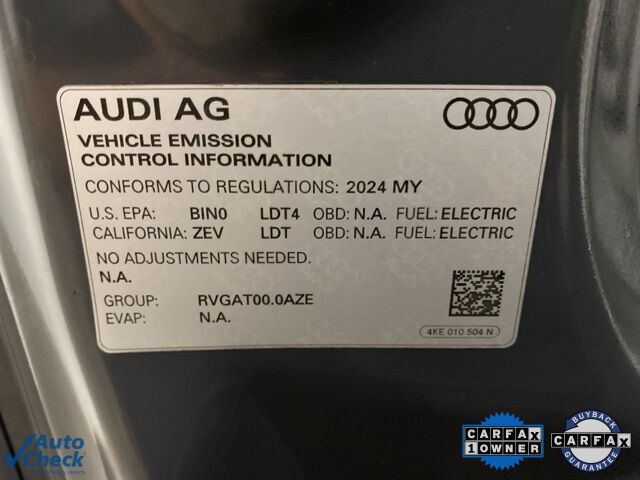 AUDI AG
VEHICLE EMISSION
CONTROL INFORMATION
CONFORMS TO REGULATIONS: 2024 MY
U.S. EPA: BIN0 LDT4 OBD: N.A. FUEL: ELECTRIC
CALIFORNIA: ZEV LDT OBD: N.A. FUEL: ELECTRIC
NO ADJUSTMENTS NEEDED.
N.A.
GROUP: RVGAT00.0AZE
EVAP: N.A.
4KE 010 504 N
Auto
Check
CARFAX
1OWNER
BUYBACK
CARFAX
GUARANTEE